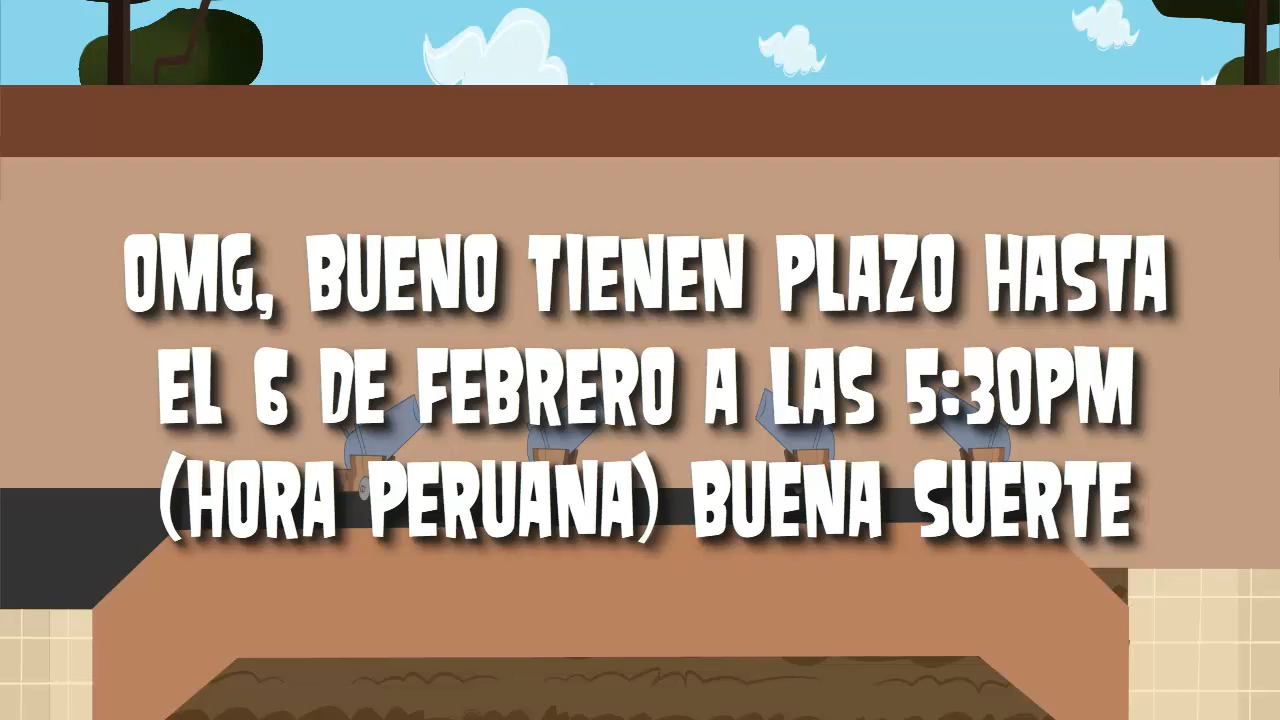 OMG, BUENO TIENEN PLAZO HASTA
EL 6 DE FEBRERO A LAS 5:30PM
(HORA PERUANA) BUENA SUERTE